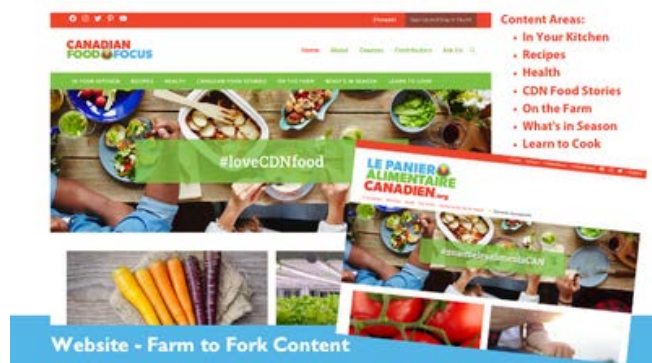 Français
CANADIAN
FOOD FOCUS
Home About Courses Contributors Ask Us
IN YOUR KITCHEN RECIPES HEALTH CANADIAN FOOD STORIES ON THE FARM WHAT'S IN SEASON LEARN TO COOK
#loveCDNfood
Content Areas:
• In Your Kitchen
• Recipes
• Health
• CDN Food Stories
• On the Farm
• What's in Season
• Learn to Cook
LE PANIER
ALIMENTAIRE
CANADIEN.org
Website - Farm to Fork Content